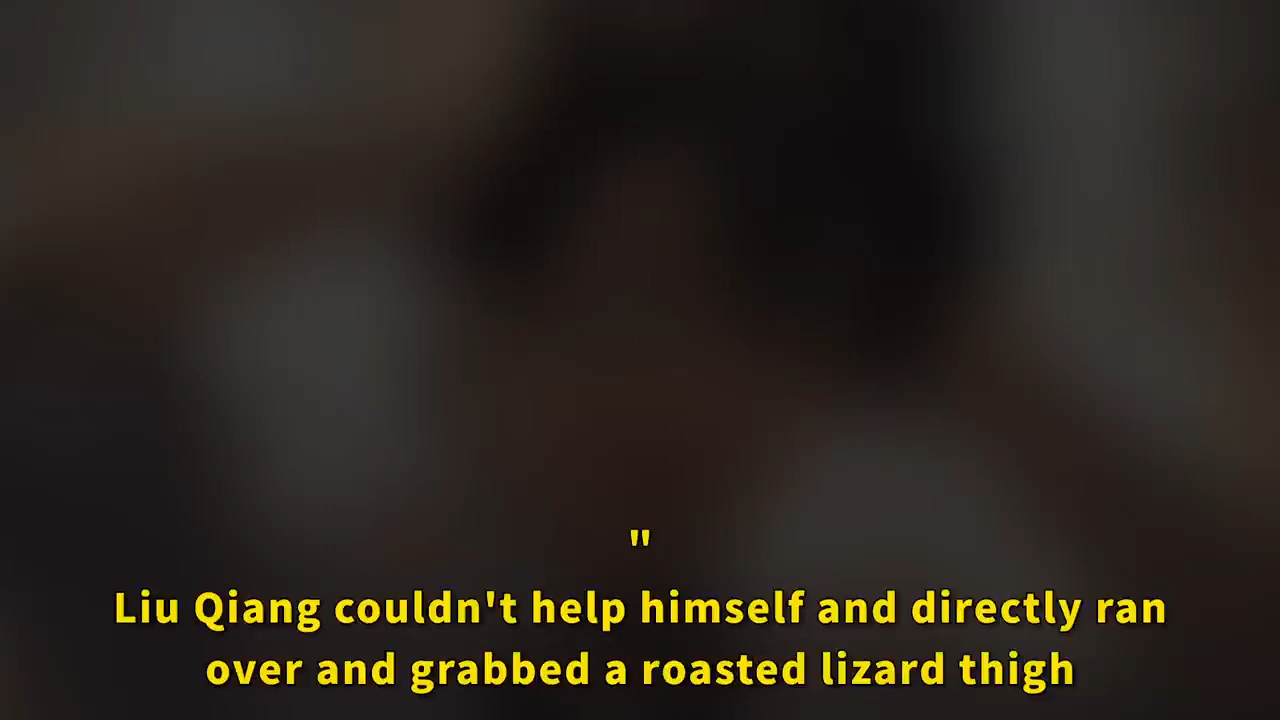 "
Liu Qiang couldn't help himself and directly ran
over and grabbed a roasted lizard thigh